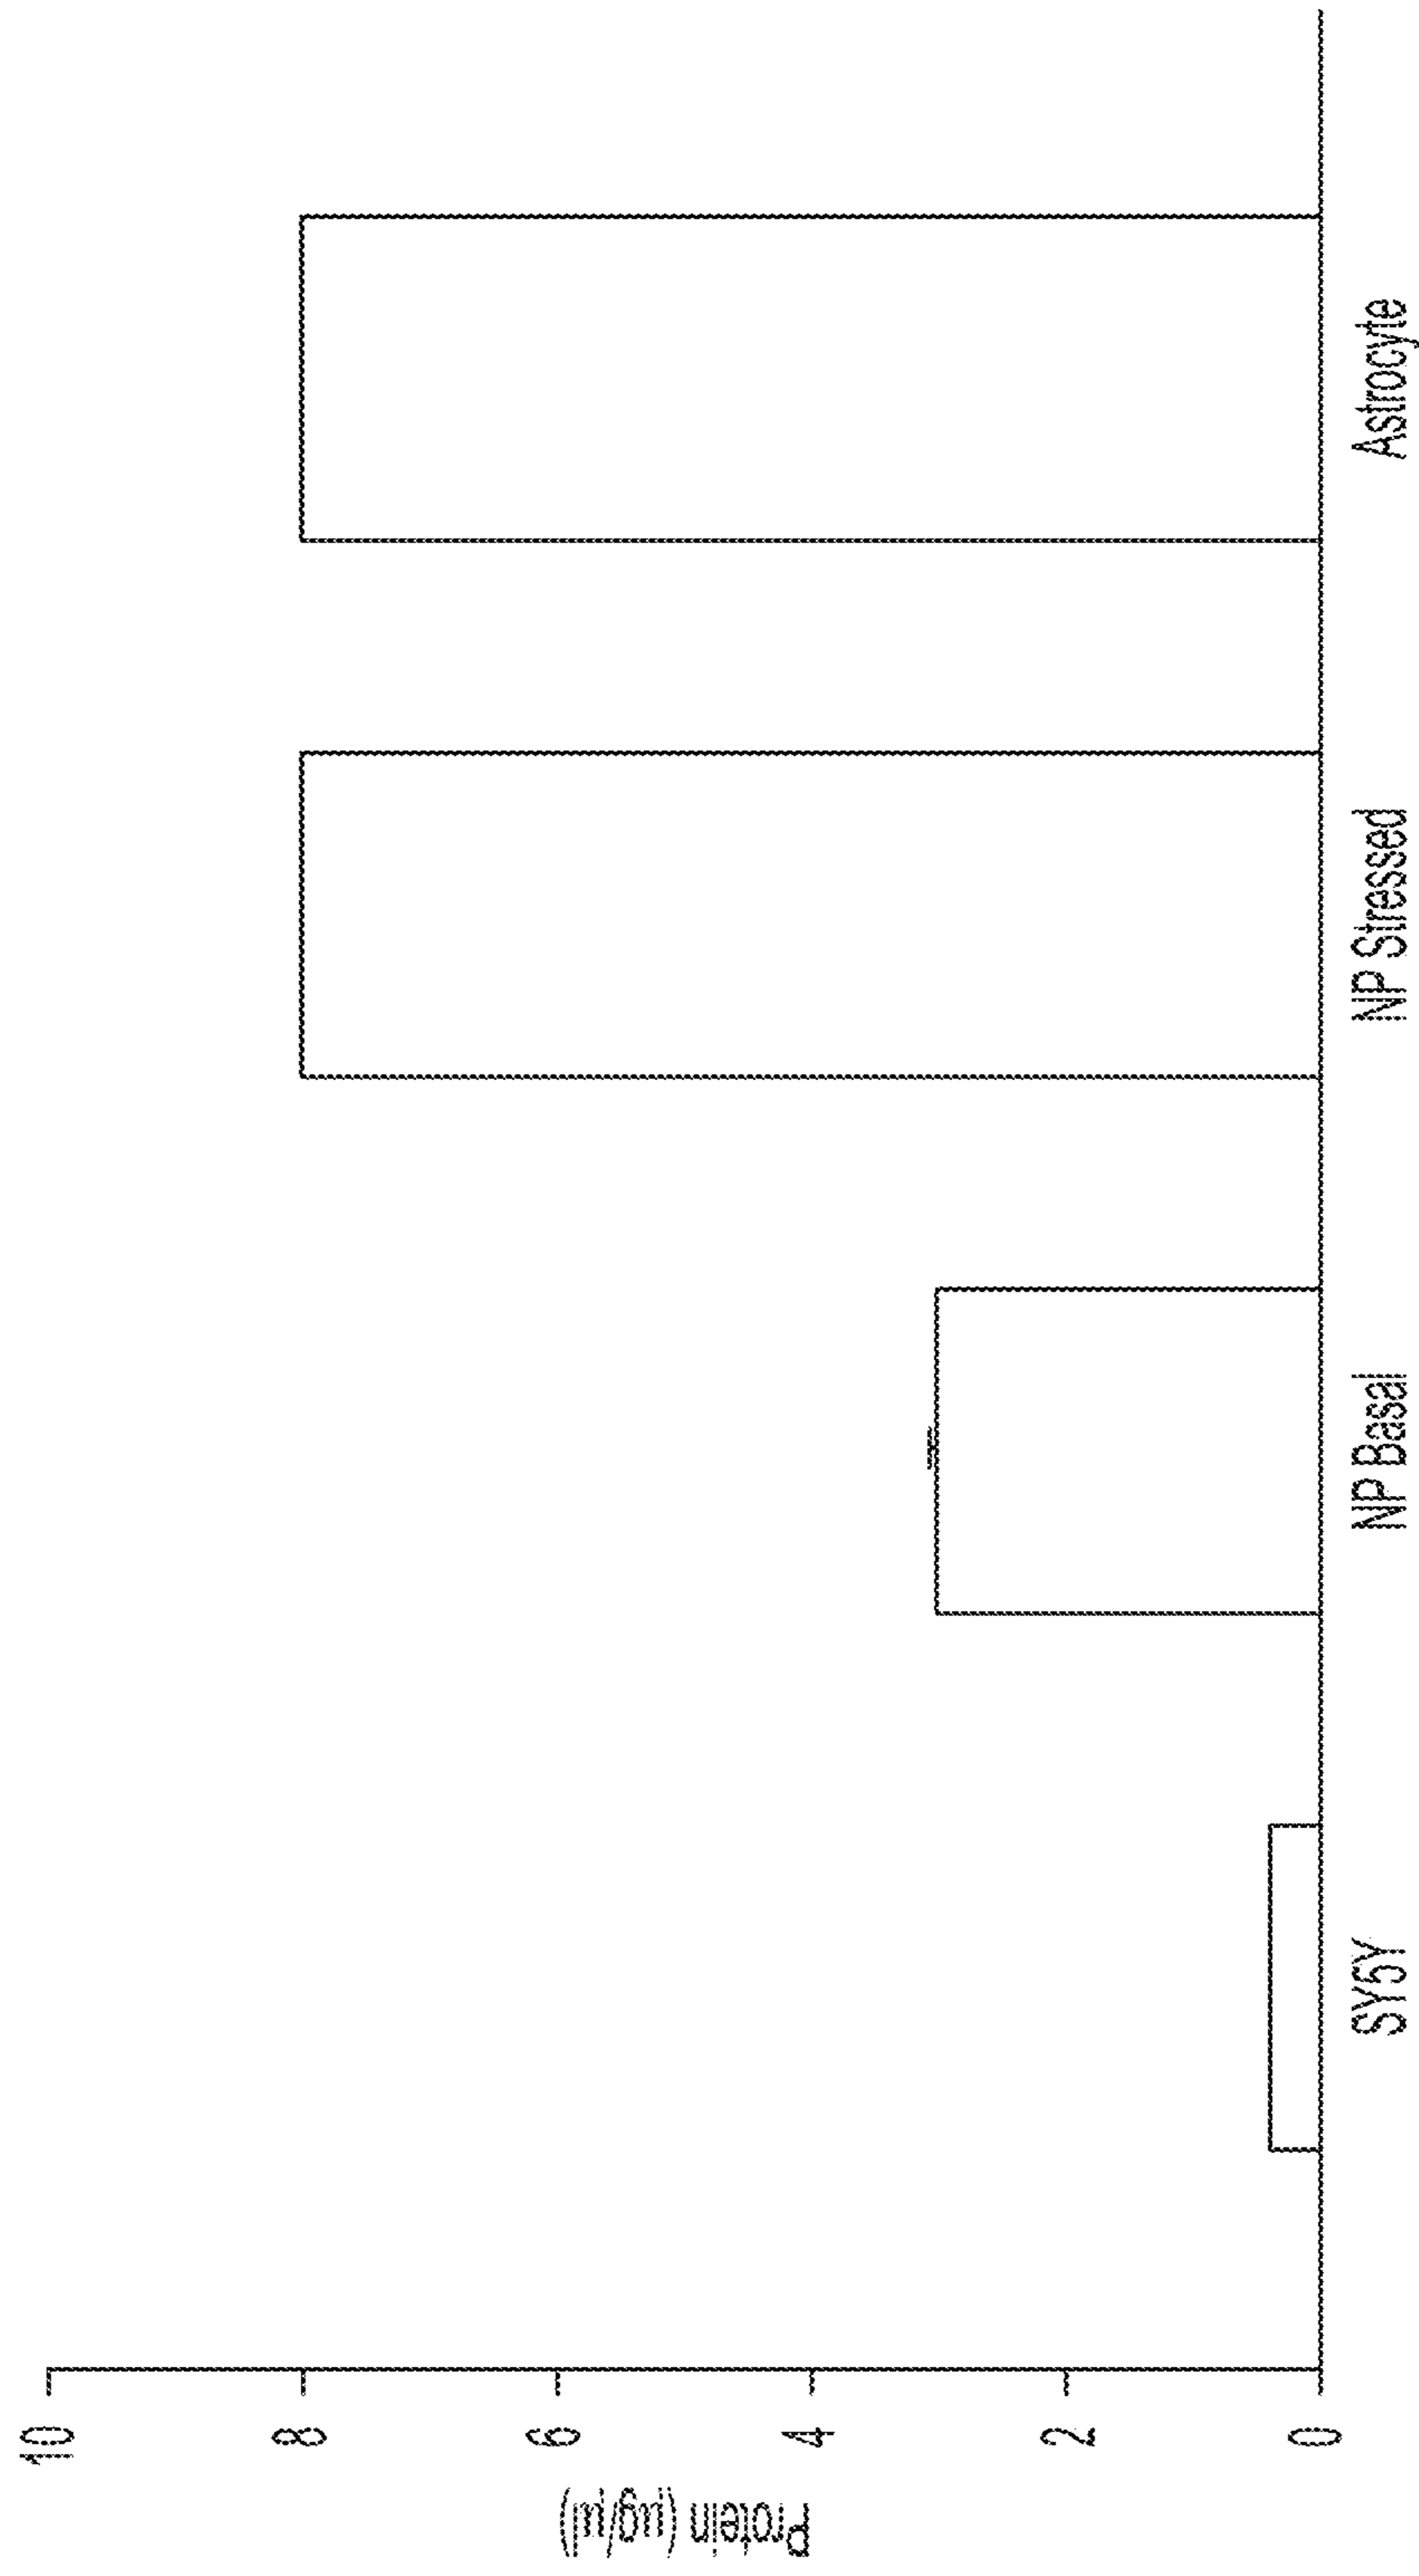 Protein (µg/µl)
10
8
6
4
2
0
SY5Y
NP Basal
NP Stressed
Astrocyte